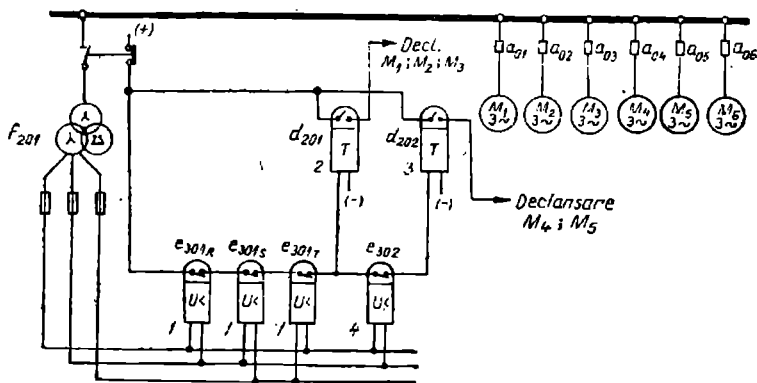 (+)
Decl.
M1 ; M2 ; M3
a01 a02 a03 a04 a05 a06
M1 3~ M2 3~ M3 3~ M4 3~ M5 3~ M6 3~
f201
d201 d202
T T
2 3
(-) (-)
Declansare
M4 ; M5
e301R e301S e301T e302
U< U< U< U<
1 1 1 4